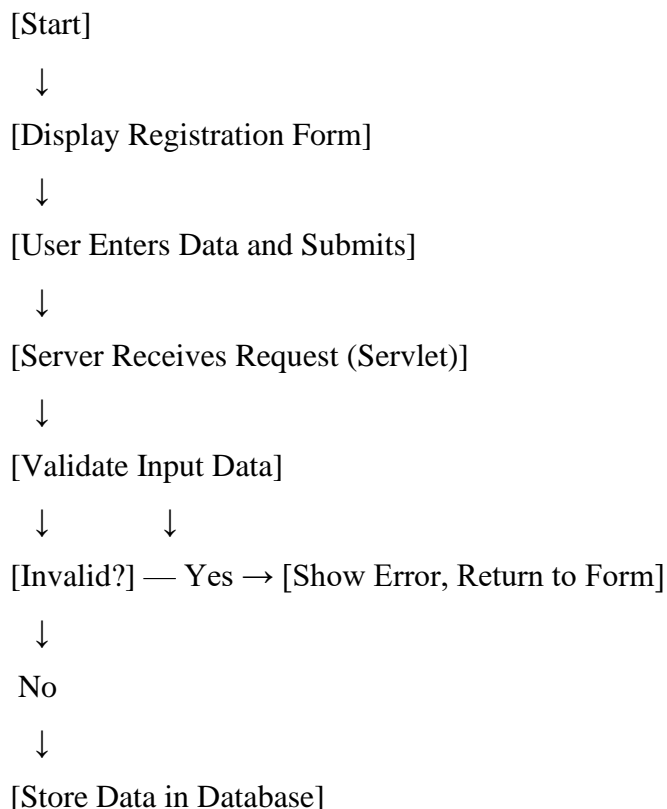 [Start]
↓
[Display Registration Form]
↓
[User Enters Data and Submits]
↓
[Server Receives Request (Servlet)]
↓
[Validate Input Data]
↓ ↓
[Invalid?] — Yes → [Show Error, Return to Form]
↓
No
↓
[Store Data in Database]